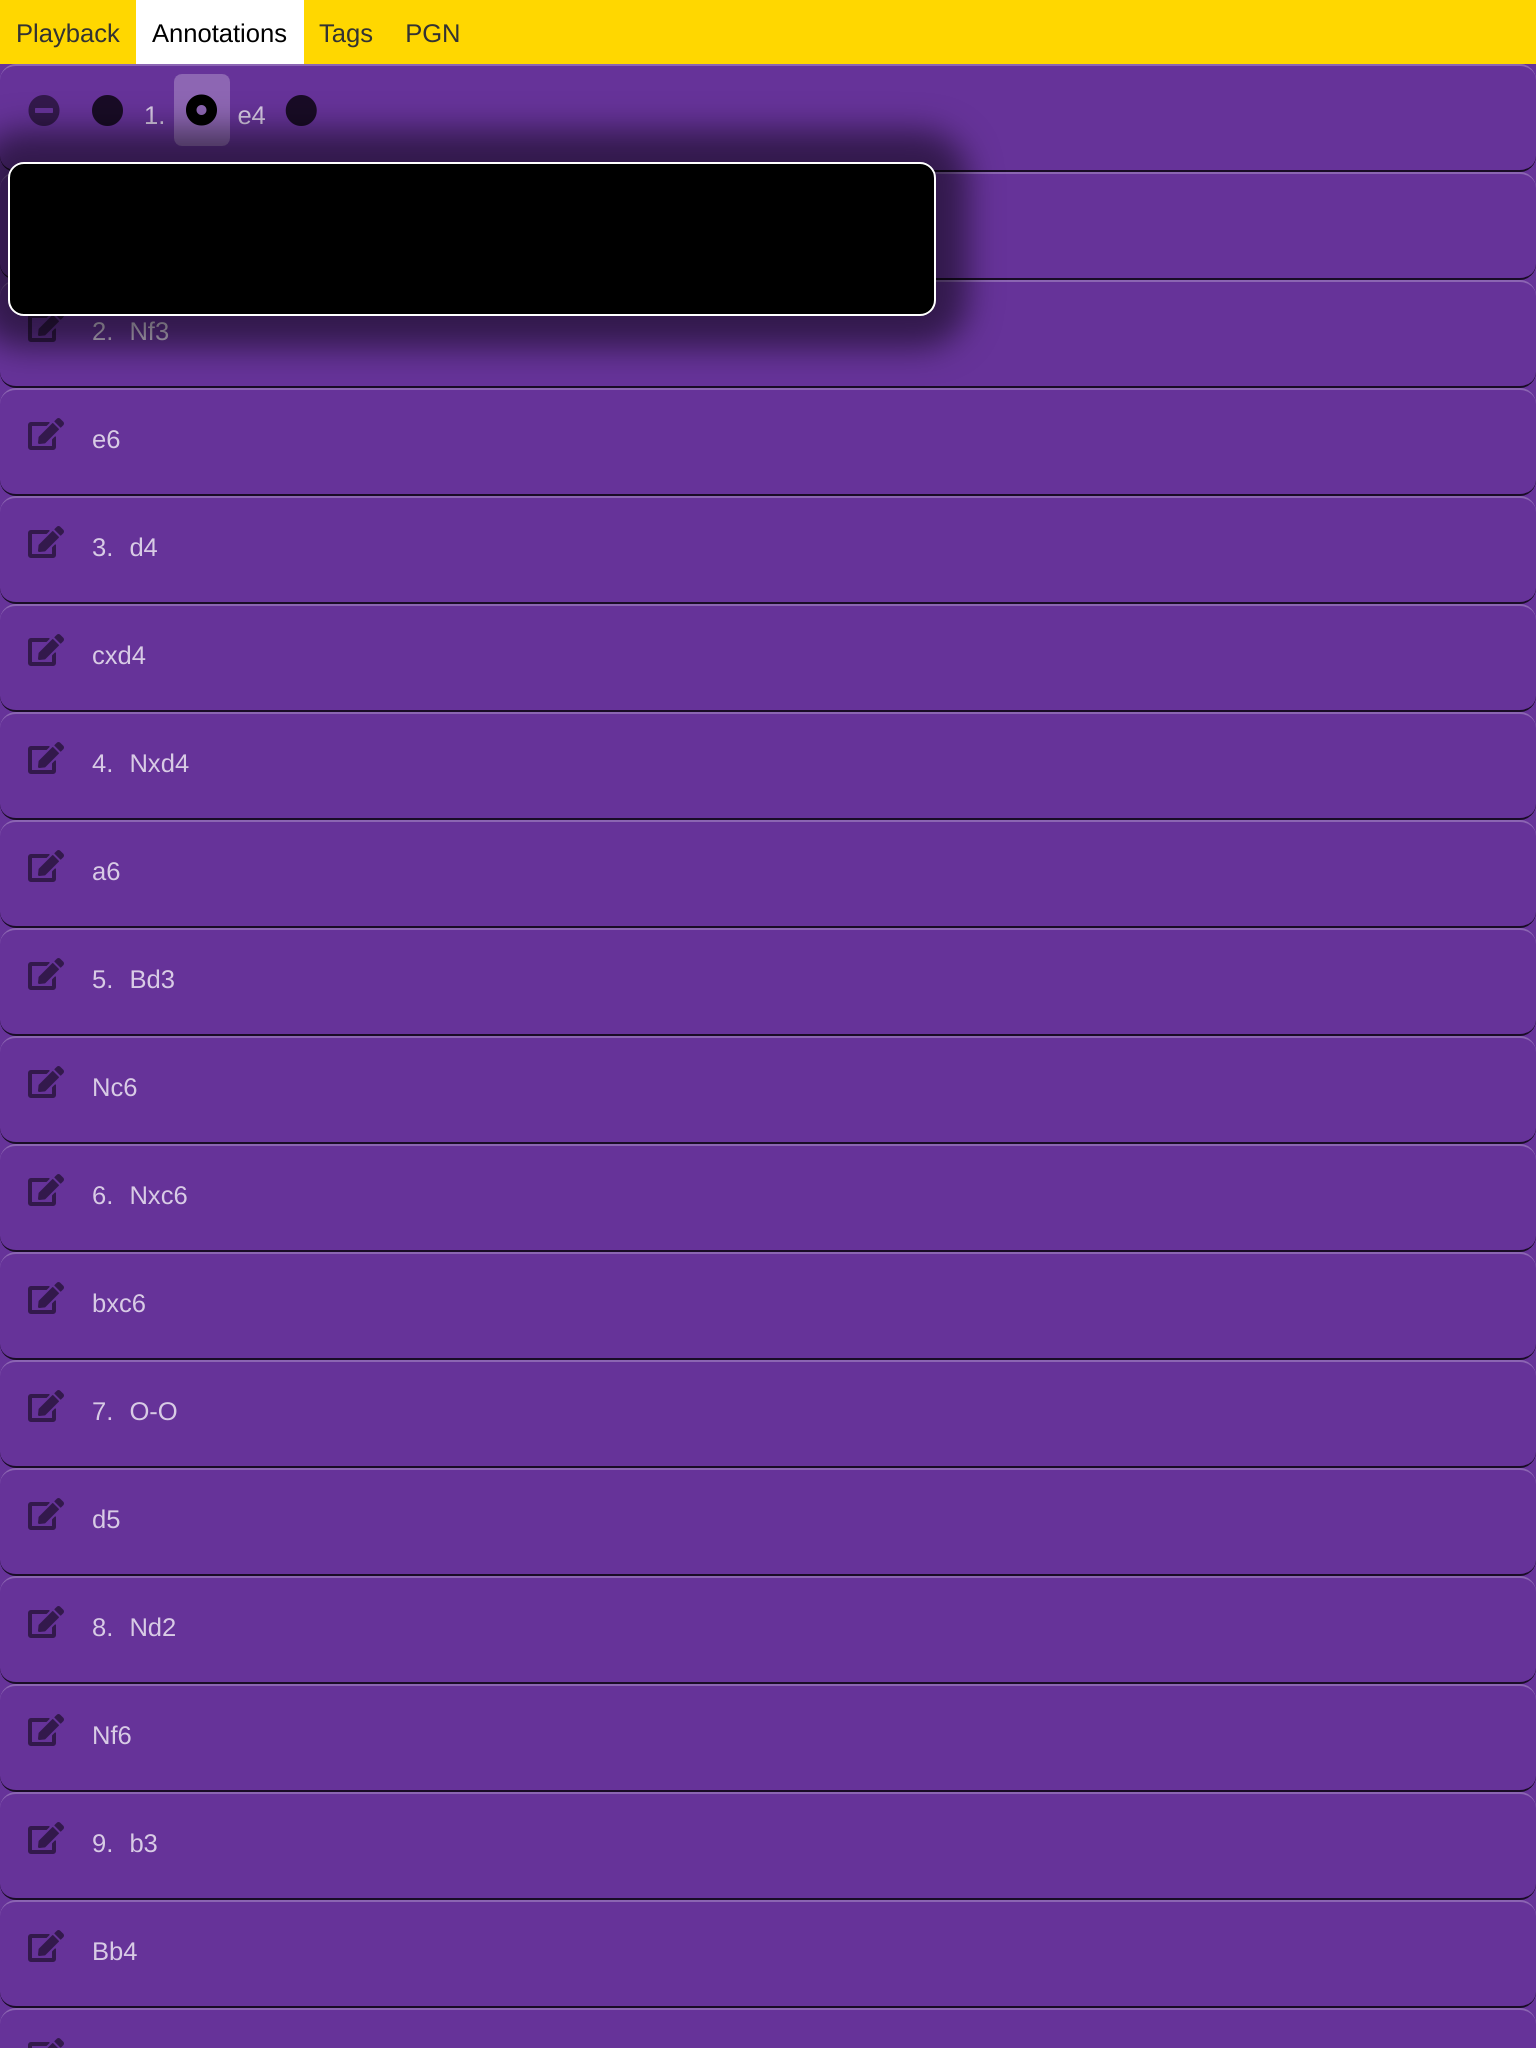 Playback Annotations Tags PGN
1. e4
2. Nf3
e6
3. d4
cxd4
4. Nxd4
a6
5. Bd3
Nc6
6. Nxc6
bxc6
7. O-O
d5
8. Nd2
Nf6
9. b3
Bb4